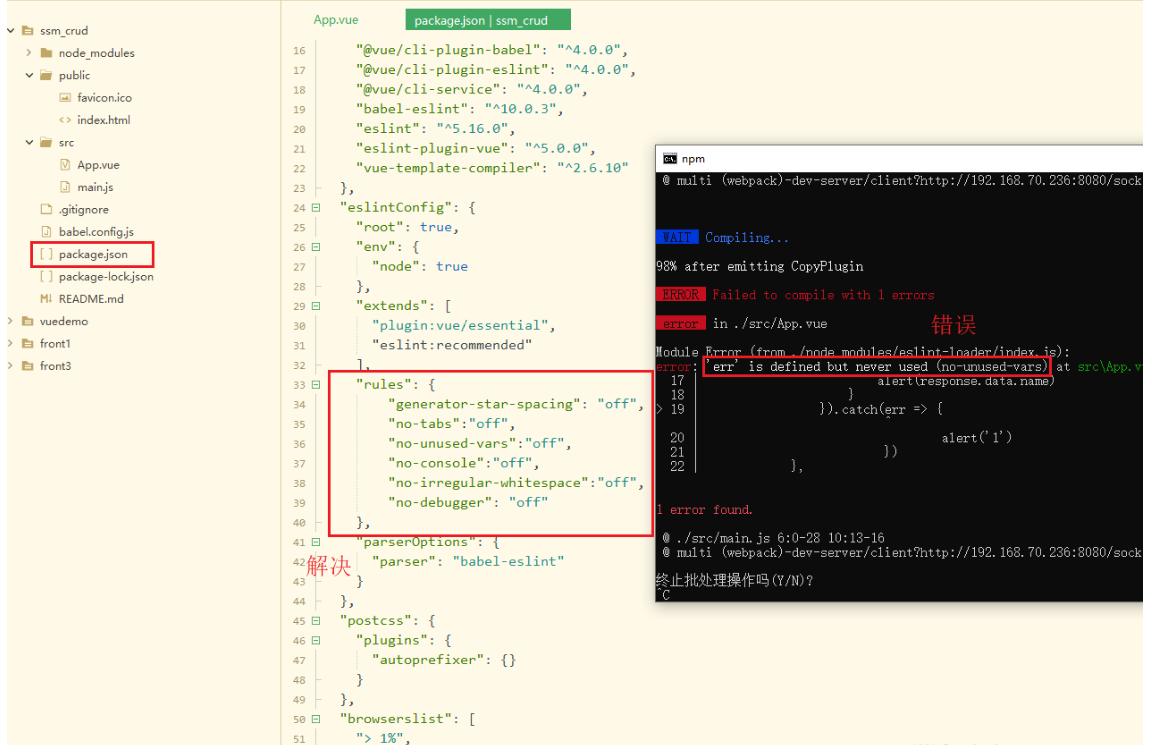 App.vue
package.json | ssm_crud
ssm_crud
node_modules
public
favicon.ico
<> index.html
src
App.vue
main.js
.gitignore
babel.config.js
[ ] package.json
[ ] package-lock.json
M↓ README.md
vuedemo
front1
front3
16 "@vue/cli-plugin-babel": "^4.0.0",
17 "@vue/cli-plugin-eslint": "^4.0.0",
18 "@vue/cli-service": "^4.0.0",
19 "babel-eslint": "^10.0.3",
20 "eslint": "^5.16.0",
21 "eslint-plugin-vue": "^5.0.0",
22 "vue-template-compiler": "^2.6.10"
23 },
24 "eslintConfig": {
25 "root": true,
26 "env": {
27 "node": true
28 },
29 "extends": [
30 "plugin:vue/essential",
31 "eslint:recommended"
32 ],
33 "rules": {
34 "generator-star-spacing": "off",
35 "no-tabs":"off",
36 "no-unused-vars":"off",
37 "no-console":"off",
38 "no-irregular-whitespace":"off",
39 "no-debugger": "off"
40 },
41 "parserOptions": {
42 "parser": "babel-eslint"
解决
43 }
44 },
45 "postcss": {
46 "plugins": {
47 "autoprefixer": {}
48 }
49 },
50 "browserslist": [
51 "> 1%",
npm
@ multi (webpack)-dev-server/client?http://192.168.70.236:8080/sock
WAIT Compiling...
98% after emitting CopyPlugin
ERROR Failed to compile with 1 errors
error in ./src/App.vue
错误
Module Error (from ./node_modules/eslint-loader/index.js):
error: 'err' is defined but never used (no-unused-vars) at src\App.v
17 | alert(response.data.name)
18 | }
> 19 | }).catch(err => {
| ^
20 | alert('1')
21 | })
22 | },
1 error found.
@ ./src/main.js 6:0-28 10:13-16
@ multi (webpack)-dev-server/client?http://192.168.70.236:8080/sock
终止批处理操作吗(Y/N)?
^C